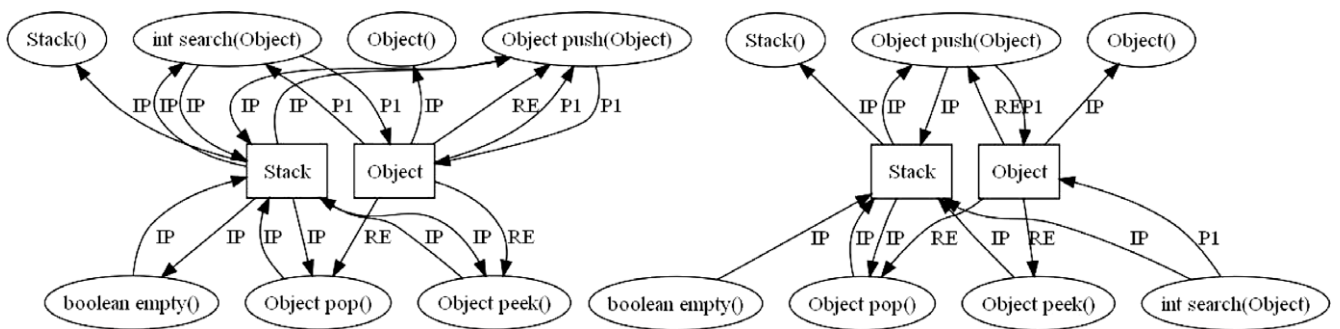 Stack() int search(Object) Object() Object push(Object) Stack() Object push(Object) Object()
IP IP IP IP IP P1 P1 IP RE P1 P1 IP IP IP RE P1 IP
Stack Object Stack Object
IP IP IP IP RE IP IP RE IP IP IP RE IP RE IP P1
boolean empty() Object pop() Object peek() boolean empty() Object pop() Object peek() int search(Object)